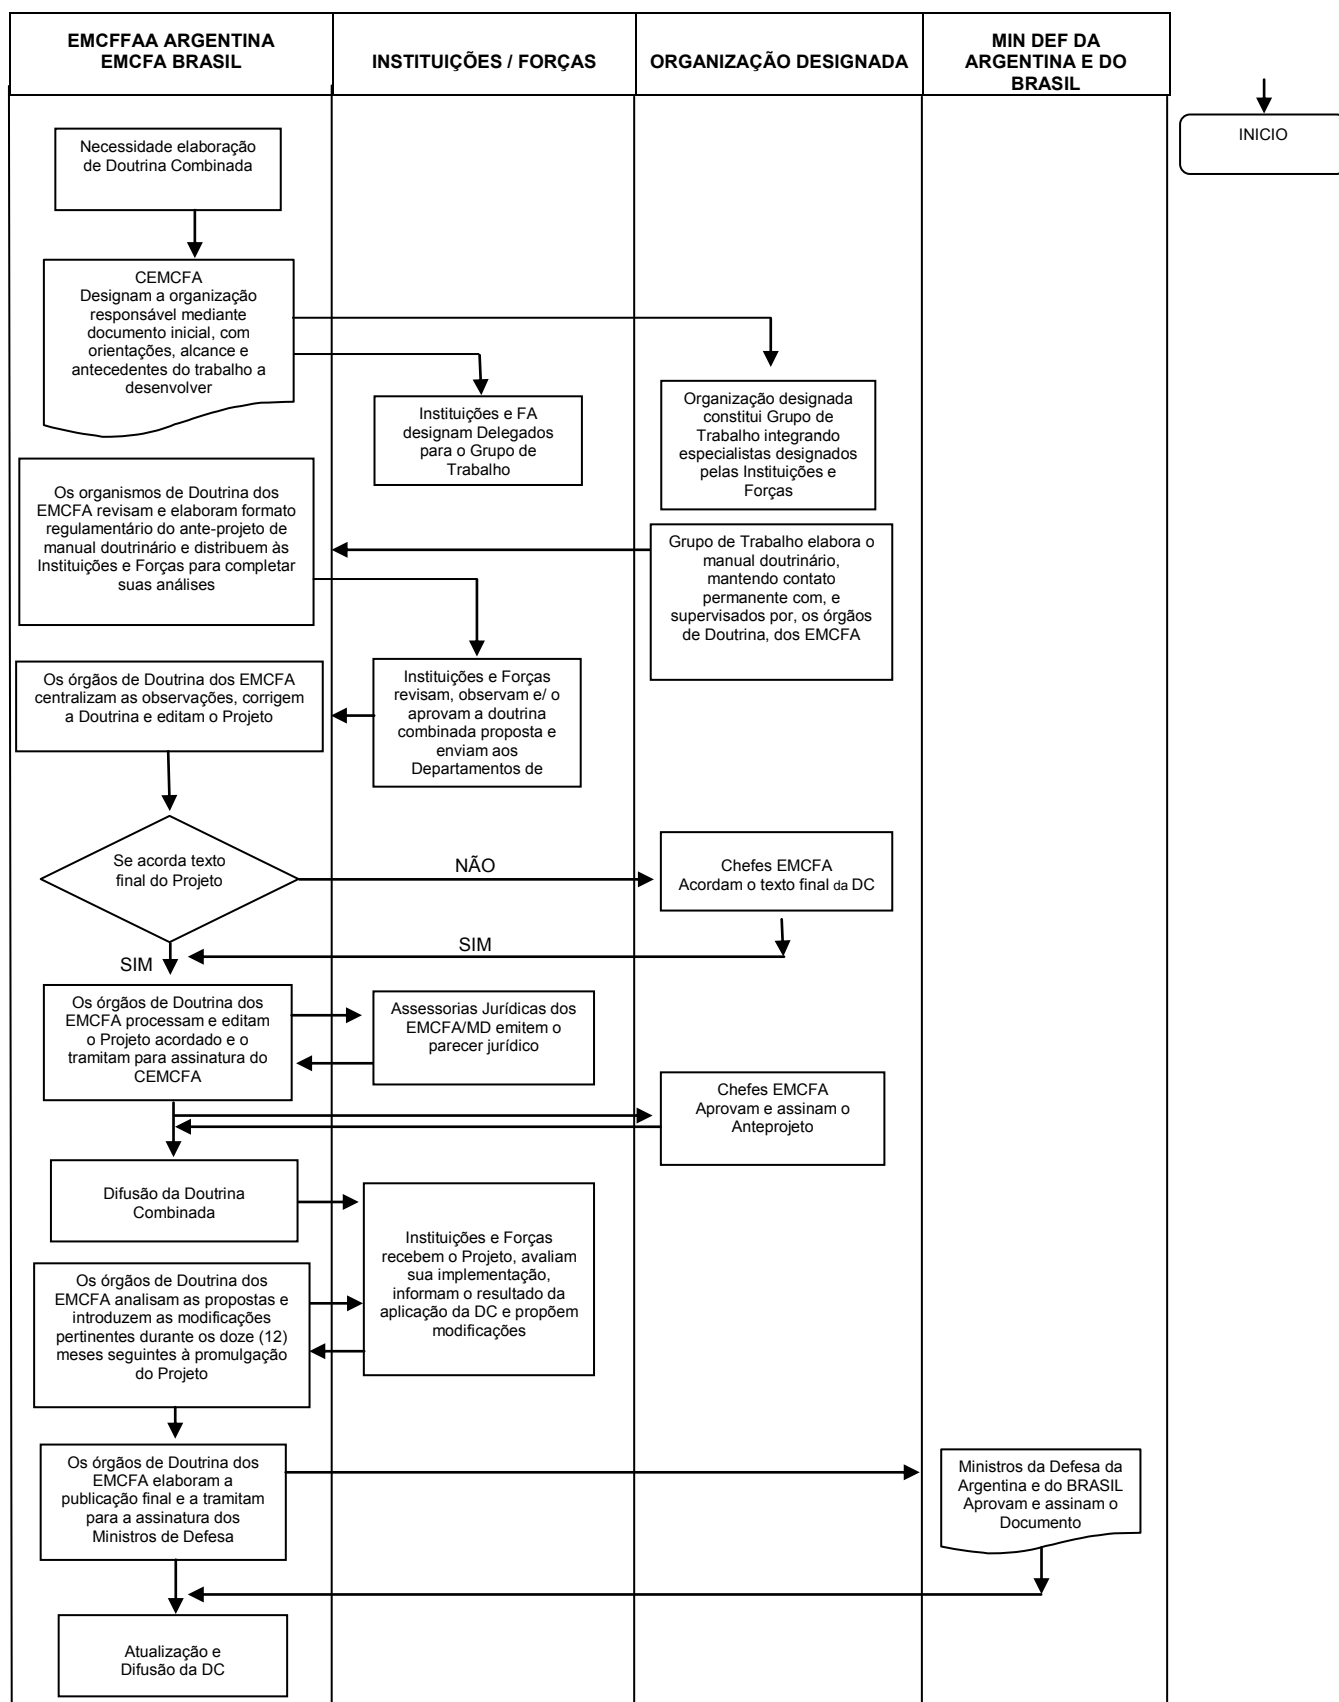 EMCFFAA ARGENTINA
EMCFA BRASIL
INSTITUIÇÕES / FORÇAS
ORGANIZAÇÃO DESIGNADA
MIN DEF DA
ARGENTINA E DO
BRASIL
INICIO
Necessidade elaboração
de Doutrina Combinada
CEMCFA
Designam a organização
responsável mediante
documento inicial, com
orientações, alcance e
antecedentes do trabalho a
desenvolver
Instituições e FA
designam Delegados
para o Grupo de
Trabalho
Organização designada
constitui Grupo de
Trabalho integrando
especialistas designados
pelas Instituições e
Forças
Os organismos de Doutrina dos
EMCFA revisam e elaboram formato
regulamentário do ante-projeto de
manual doutrinário e distribuem às
Instituições e Forças para completar
suas análises
Grupo de Trabalho elabora o
manual doutrinário,
mantendo contato
permanente com, e
supervisados por, os órgãos
de Doutrina, dos EMCFA
Os órgãos de Doutrina dos EMCFA
centralizam as observações, corrigem
a Doutrina e editam o Projeto
Instituições e Forças
revisam, observam e/ o
aprovam a doutrina
combinada proposta e
enviam aos
Departamentos de
Se acorda texto
final do Projeto
NÃO
Chefes EMCFA
Acordam o texto final da DC
SIM
SIM
Os órgãos de Doutrina dos
EMCFA processam e editam
o Projeto acordado e o
tramitam para assinatura do
CEMCFA
Assessorias Jurídicas dos
EMCFA/MD emitem o
parecer jurídico
Chefes EMCFA
Aprovam e assinam o
Anteprojeto
Difusão da Doutrina
Combinada
Instituições e Forças
recebem o Projeto, avaliam
sua implementação,
informam o resultado da
aplicação da DC e propõem
modificações
Os órgãos de Doutrina dos
EMCFA analisam as propostas e
introduzem as modificações
pertinentes durante os doze (12)
meses seguintes à promulgação
do Projeto
Os órgãos de Doutrina dos
EMCFA elaboram a
publicação final e a tramitam
para a assinatura dos
Ministros de Defesa
Ministros da Defesa da
Argentina e do BRASIL
Aprovam e assinam o
Documento
Atualização e
Difusão da DC